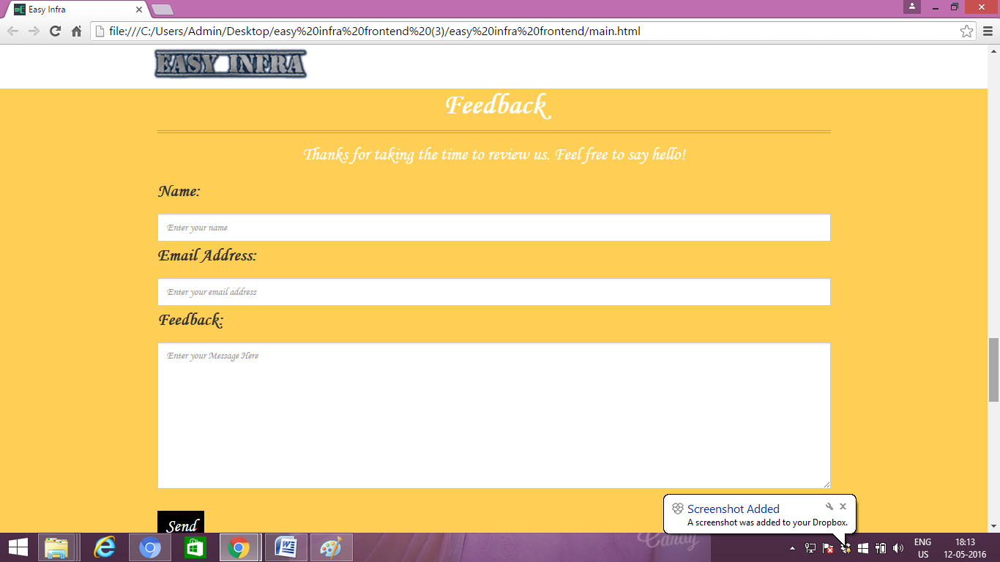 Easy Infra
file:///C:/Users/Admin/Desktop/easy%20infra%20frontend%20(3)/easy%20infra%20frontend/main.html
EASY INFRA
Feedback
Thanks for taking the time to review us. Feel free to say hello!
Name:
Enter your name
Email Address:
Enter your email address
Feedback:
Enter your Message Here
Send
Screenshot Added
A screenshot was added to your Dropbox.
Candy
ENG
US
18:13
12-05-2016